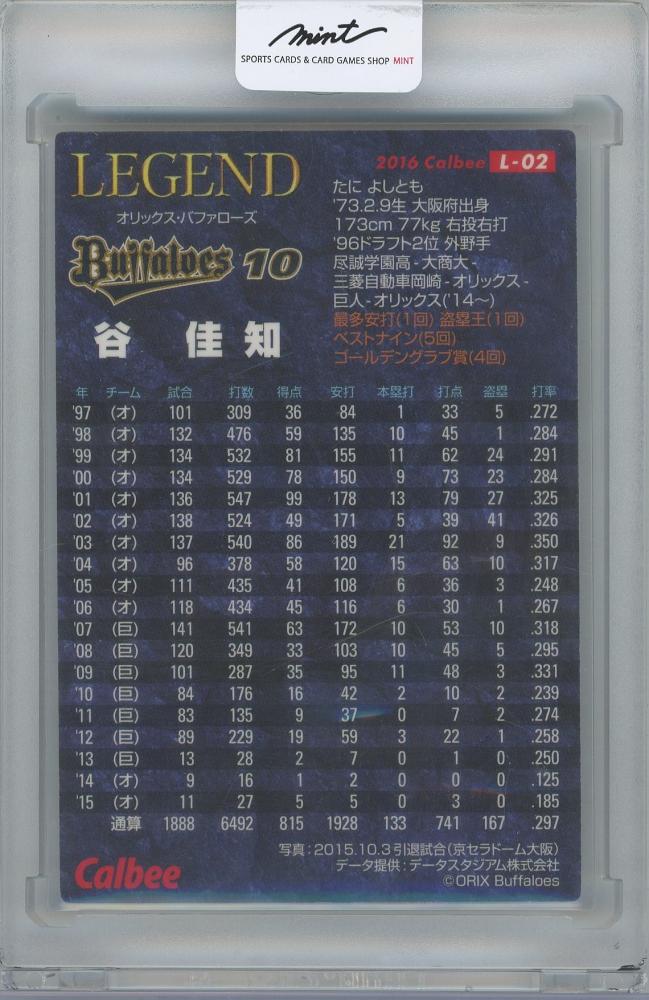 mint
SPORTS CARDS & CARD GAMES SHOP MINT
LEGEND
2016 Calbee L-02
オリックス・バファローズ
Buffaloes 10
谷 佳知
たに よしとも
'73.2.9生 大阪府出身
173cm 77kg 右投右打
'96ドラフト2位 外野手
尽誠学園高-大商大-
三菱自動車岡崎-オリックス-
巨人-オリックス('14〜)
最多安打(1回) 盗塁王(1回)
ベストナイン(5回)
ゴールデングラブ賞(4回)
年 チーム 試合 打数 得点 安打 本塁打 打点 盗塁 打率
'97 (オ) 101 309 36 84 1 33 5 .272
'98 (オ) 132 476 59 135 10 45 1 .284
'99 (オ) 134 532 81 155 11 62 24 .291
'00 (オ) 134 529 78 150 9 73 23 .284
'01 (オ) 136 547 99 178 13 79 27 .325
'02 (オ) 138 524 49 171 5 39 41 .326
'03 (オ) 137 540 86 189 21 92 9 .350
'04 (オ) 96 378 58 120 15 63 10 .317
'05 (オ) 111 435 41 108 6 36 3 .248
'06 (オ) 118 434 45 116 6 30 1 .267
'07 (巨) 141 541 63 172 10 53 10 .318
'08 (巨) 120 349 33 103 10 45 5 .295
'09 (巨) 101 287 35 95 11 48 3 .331
'10 (巨) 84 176 16 42 2 10 2 .239
'11 (巨) 83 135 9 37 0 7 2 .274
'12 (巨) 89 229 19 59 3 22 1 .258
'13 (巨) 13 28 2 7 0 1 0 .250
'14 (オ) 9 16 1 2 0 0 0 .125
'15 (オ) 11 27 5 5 0 3 0 .185
通算 1888 6492 815 1928 133 741 167 .297
写真：2015.10.3 引退試合(京セラドーム大阪)
データ提供：データスタジアム株式会社
©ORIX Buffaloes
Calbee